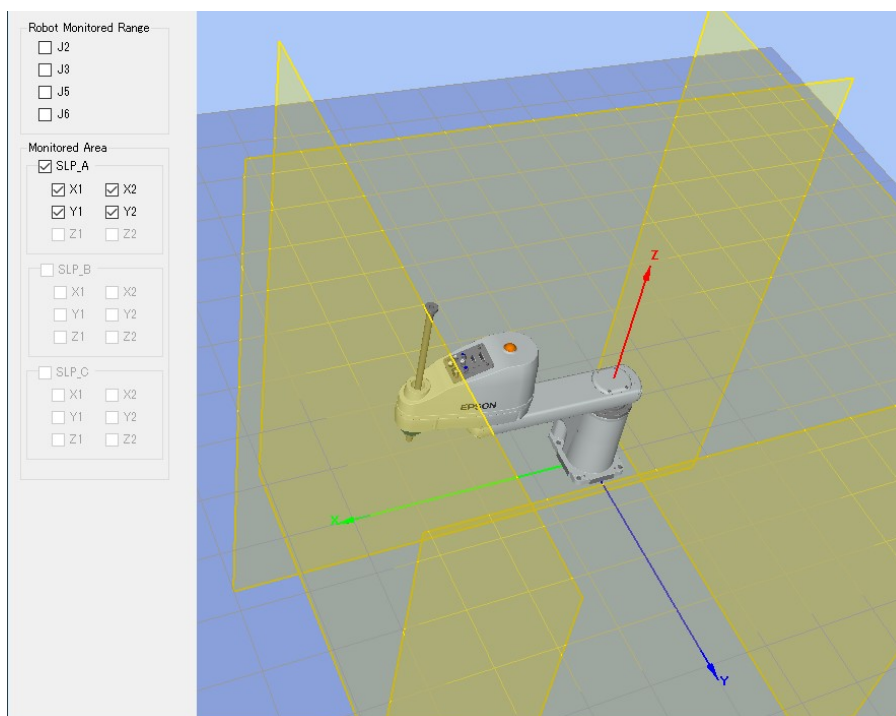 Robot Monitored Range
J2
J3
J5
J6
Monitored Area
SLP_A
X1 X2
Y1 Y2
Z1 Z2
SLP_B
X1 X2
Y1 Y2
Z1 Z2
SLP_C
X1 X2
Y1 Y2
Z1 Z2
Z
EPSON
X
Y